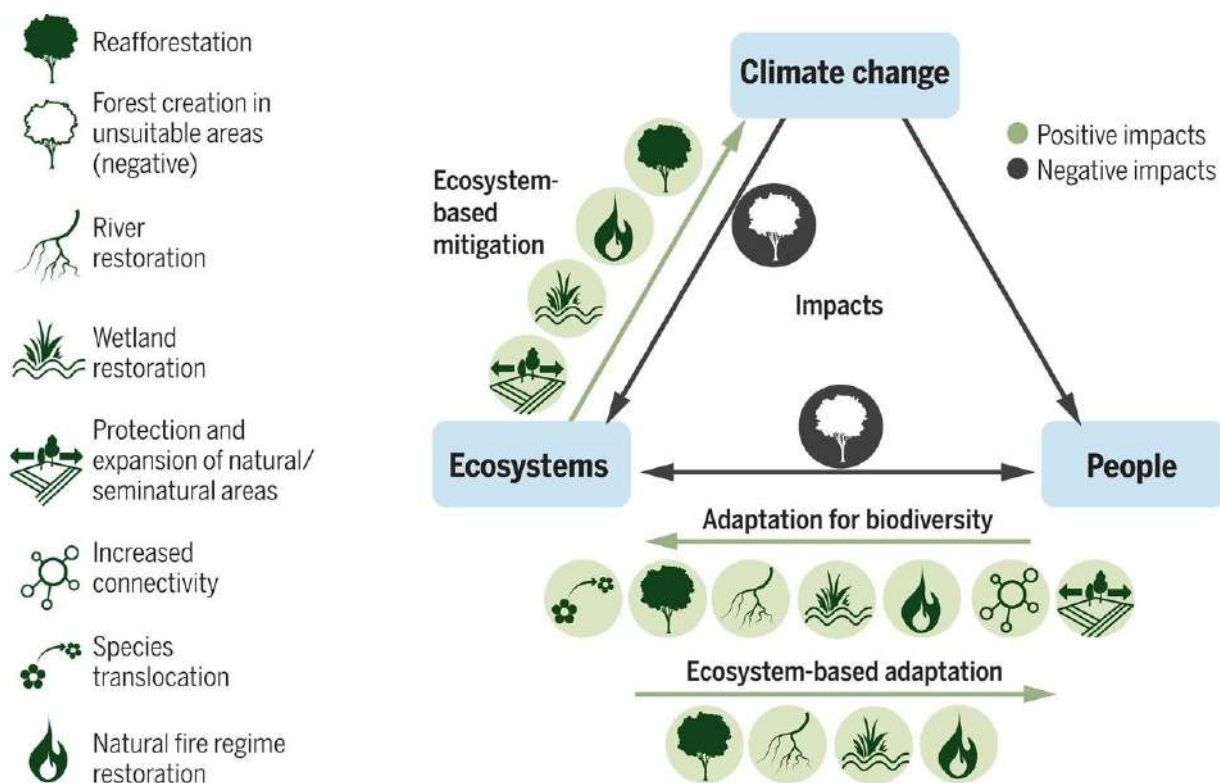 Reafforestation
Forest creation in
unsuitable areas
(negative)
River
restoration
Wetland
restoration
Protection and
expansion of natural/
seminatural areas
Increased
connectivity
Species
translocation
Natural fire regime
restoration
Climate change
Positive impacts
Negative impacts
Ecosystem-
based
mitigation
Impacts
Ecosystems
People
Adaptation for biodiversity
Ecosystem-based adaptation